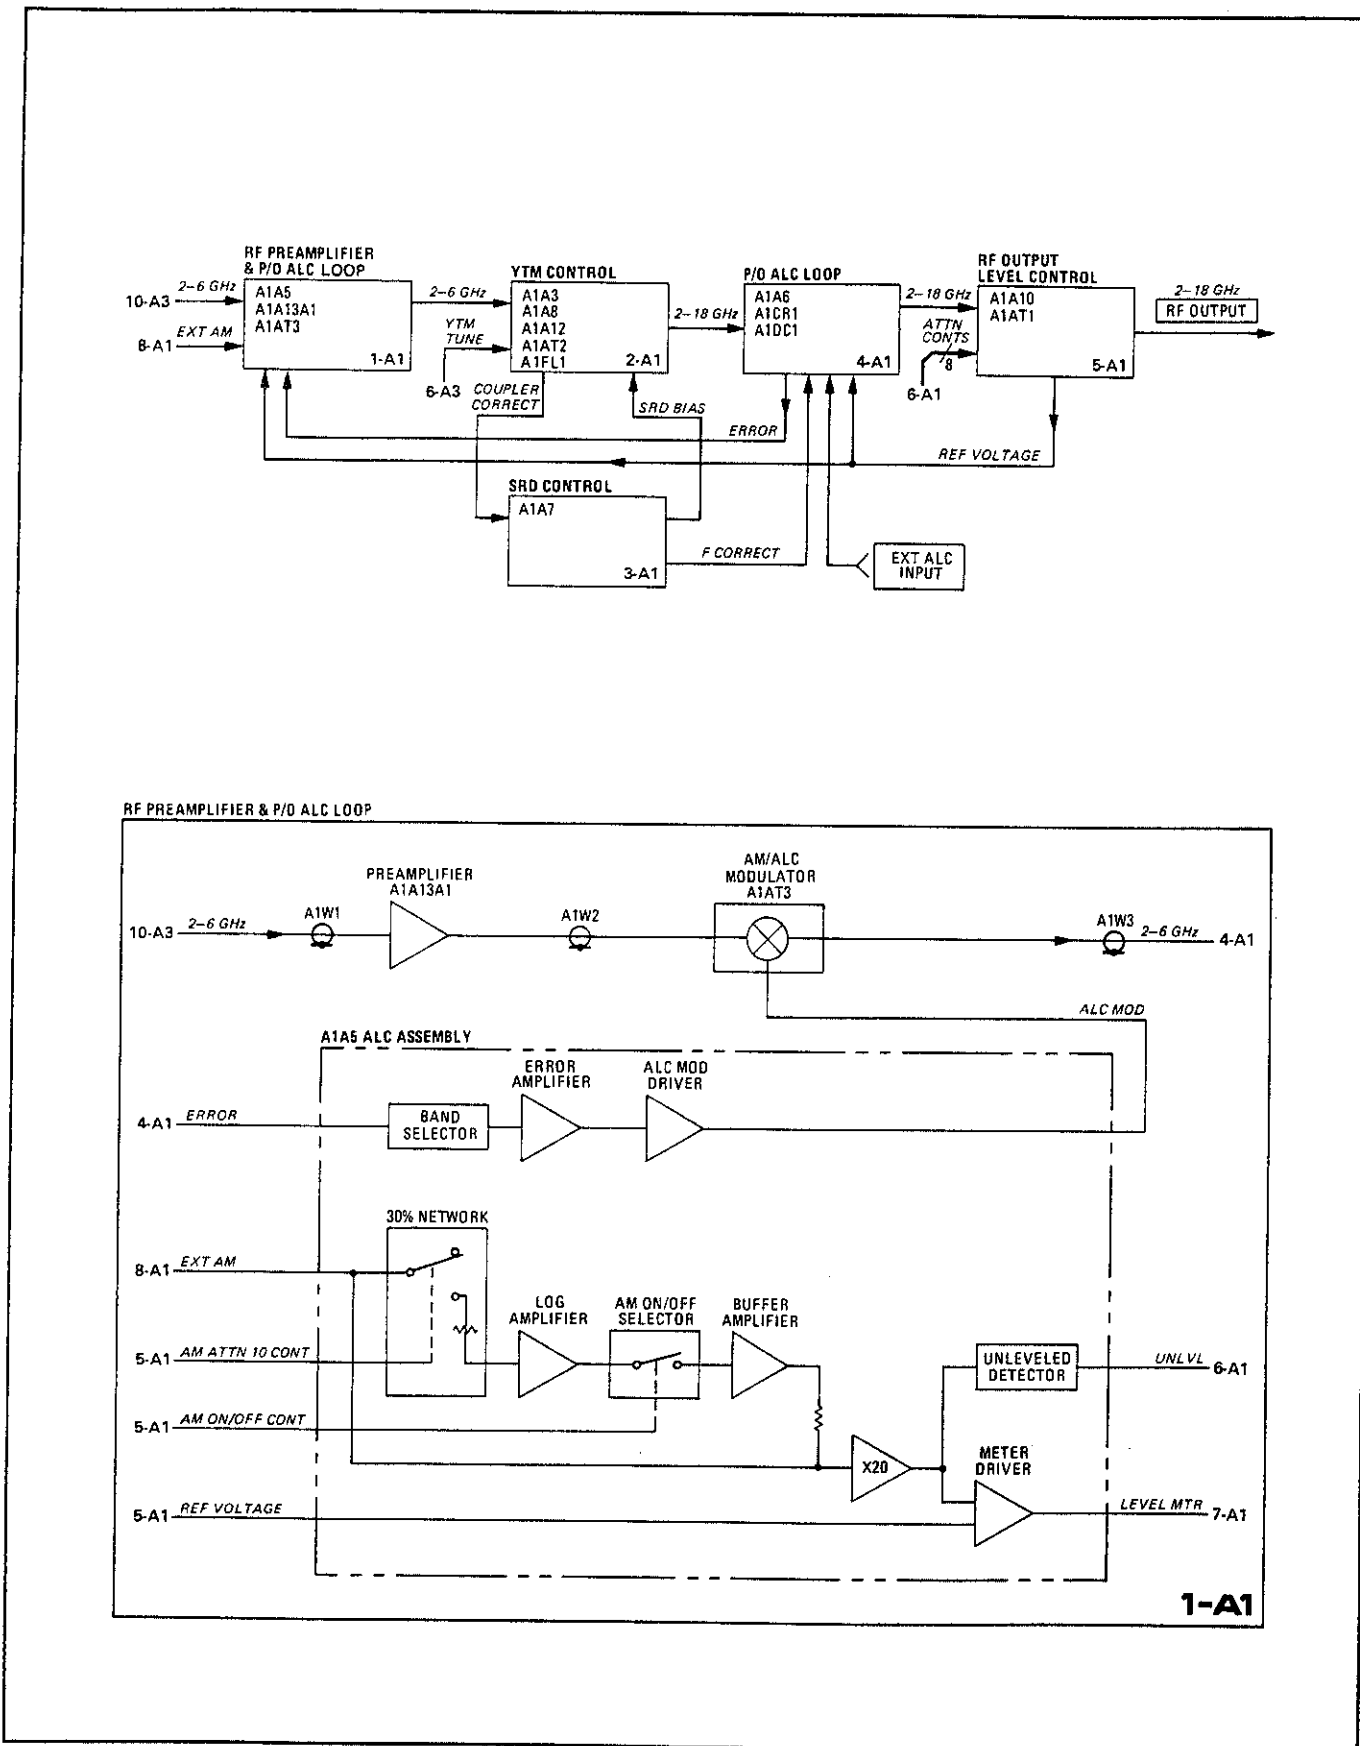 RF PREAMPLIFIER
& P/O ALC LOOP
10-A3
2–6 GHz
8-A1
EXT AM
A1A5
A1A13A1
A1AT3
1-A1
2–6 GHz
YTM CONTROL
YTM
TUNE
6-A3
A1A3
A1A8
A1A12
A1AT2
A1FL1
2-A1
2–18 GHz
P/O ALC LOOP
A1A6
A1CR1
A1DC1
4-A1
2–18 GHz
ATTN
CONTS
8
6-A1
RF OUTPUT
LEVEL CONTROL
A1A10
A1AT1
5-A1
2–18 GHz
RF OUTPUT
COUPLER
CORRECT
SRD BIAS
ERROR
REF VOLTAGE
SRD CONTROL
A1A7
3-A1
F CORRECT
EXT ALC
INPUT
RF PREAMPLIFIER & P/O ALC LOOP
10-A3
2–6 GHz
A1W1
PREAMPLIFIER
A1A13A1
A1W2
AM/ALC
MODULATOR
A1AT3
A1W3
2–6 GHz
4-A1
ALC MOD
A1A5 ALC ASSEMBLY
4-A1
ERROR
BAND
SELECTOR
ERROR
AMPLIFIER
ALC MOD
DRIVER
30% NETWORK
8-A1
EXT AM
LOG
AMPLIFIER
AM ON/OFF
SELECTOR
BUFFER
AMPLIFIER
5-A1
AM ATTN 10 CONT
UNLEVELED
DETECTOR
UNLVL
6-A1
5-A1
AM ON/OFF CONT
X20
METER
DRIVER
5-A1
REF VOLTAGE
LEVEL MTR
7-A1
1-A1